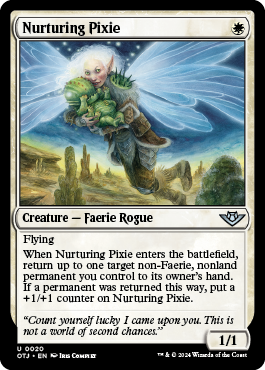 Nurturing Pixie
Creature — Faerie Rogue
Flying
When Nurturing Pixie enters the battlefield,
return up to one target non-Faerie, nonland
permanent you control to its owner's hand.
If a permanent was returned this way, put a
+1/+1 counter on Nurturing Pixie.
“Count yourself lucky I came upon you. This is
not a world of second chances.”
1/1
U 0020
OTJ • EN Iris Compiet
™ & © 2024 Wizards of the Coast